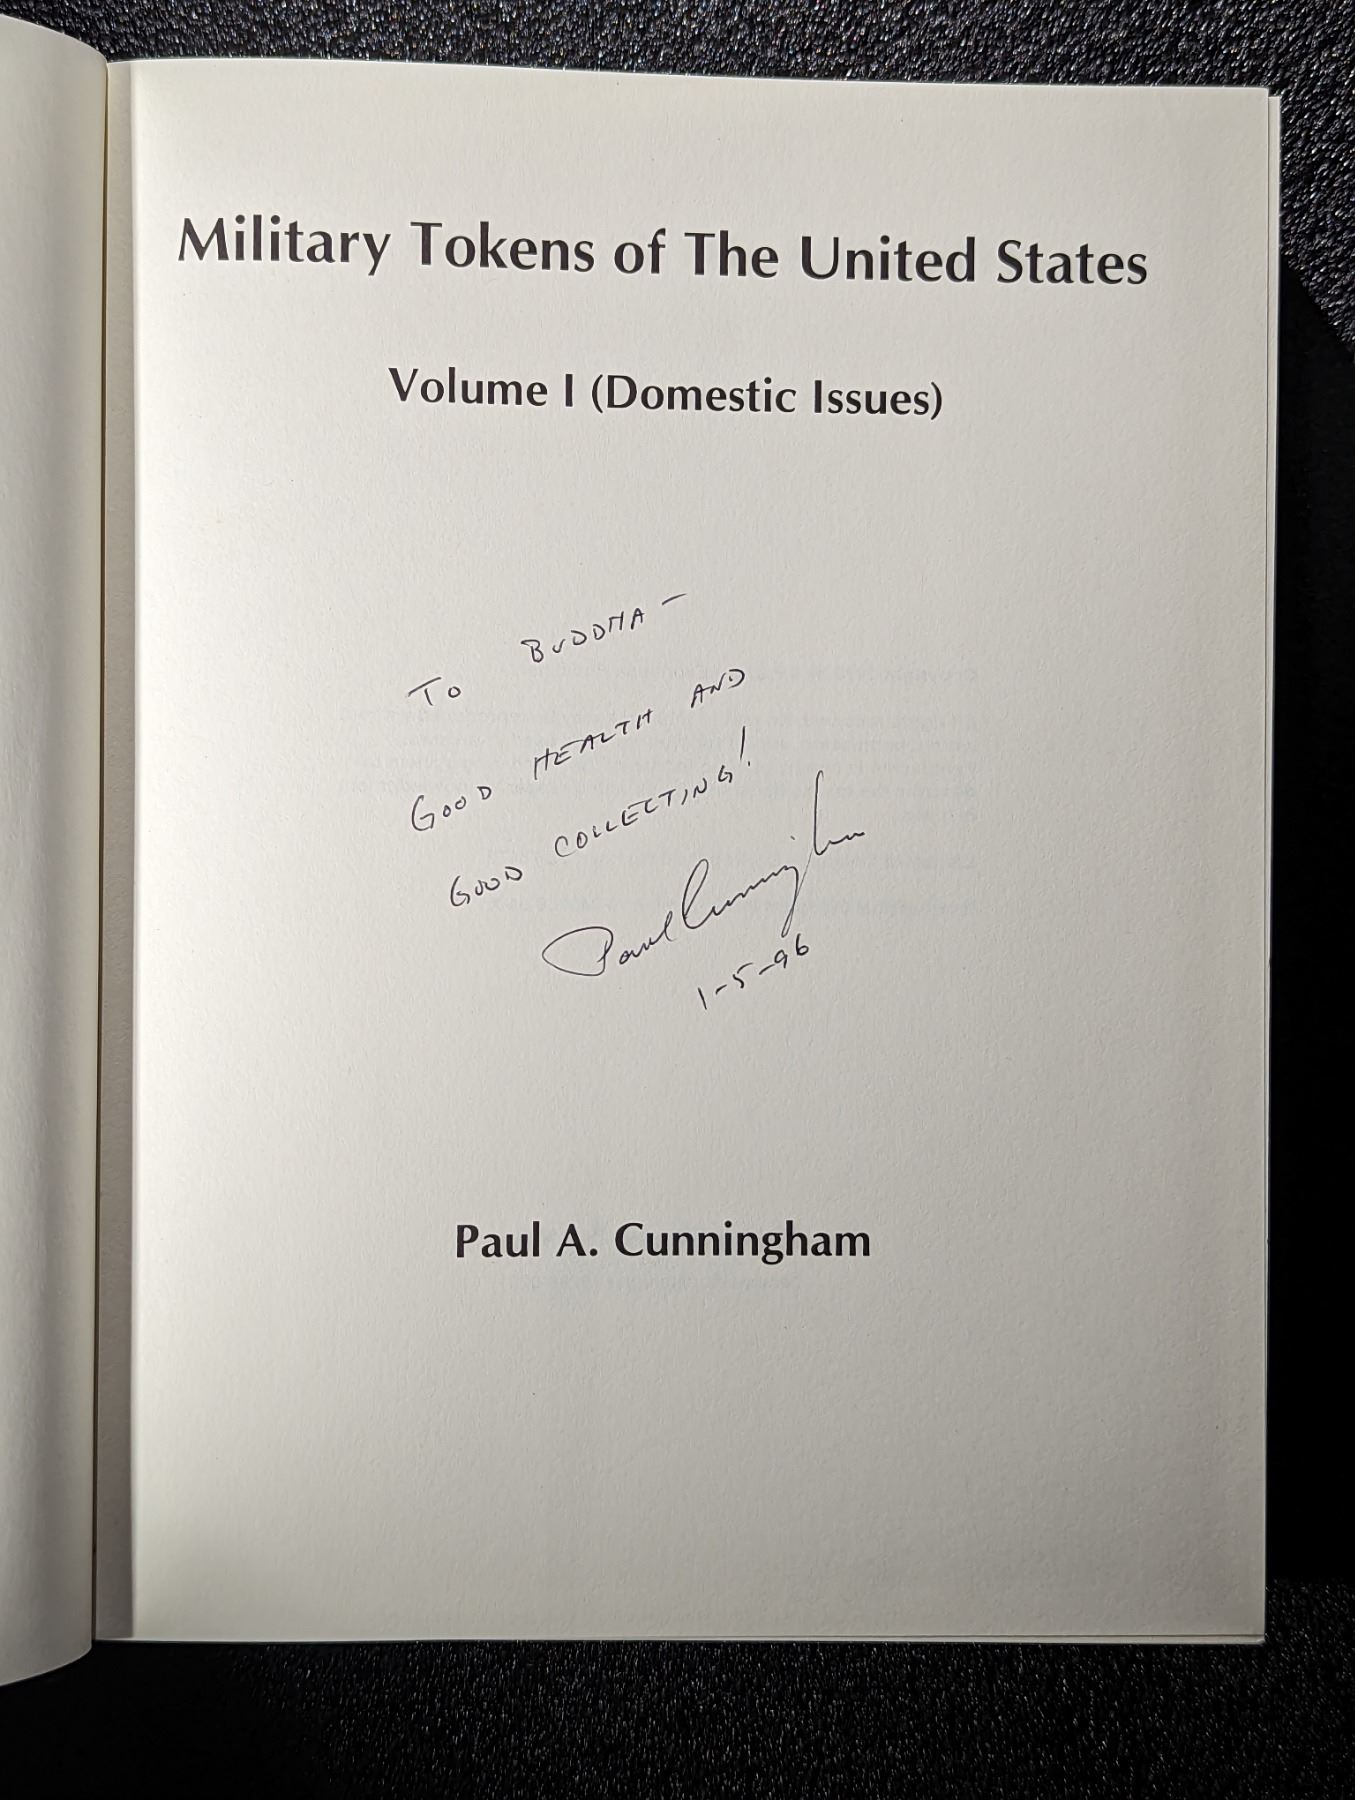 Military Tokens of The United States
Volume I (Domestic Issues)
To BUDDHA -
GOOD HEALTH AND
GOOD COLLECTING!
Paul Cunningham
1-5-96
Paul A. Cunningham